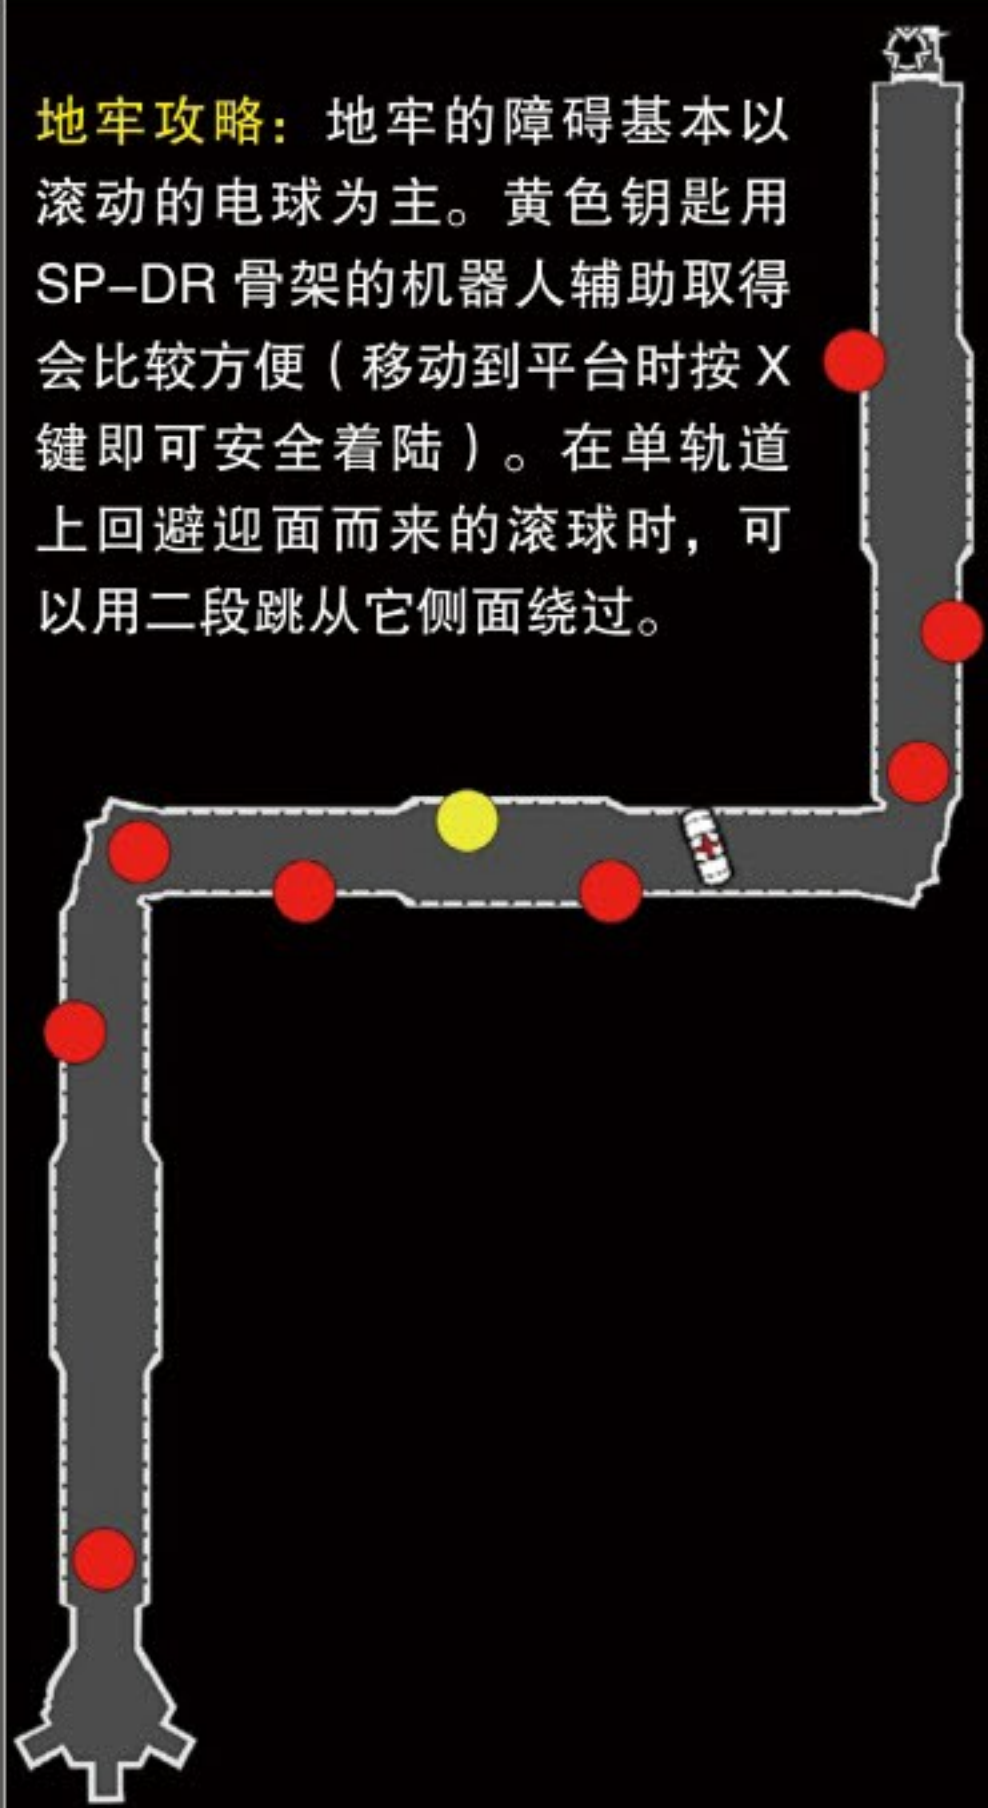 地牢攻略：地牢的障碍基本以
滚动的电球为主。黄色钥匙用
SP-DR 骨架的机器人辅助取得
会比较方便（移动到平台时按 X
键即可安全着陆）。在单轨道
上回避迎面而来的滚球时，可
以用二段跳从它侧面绕过。